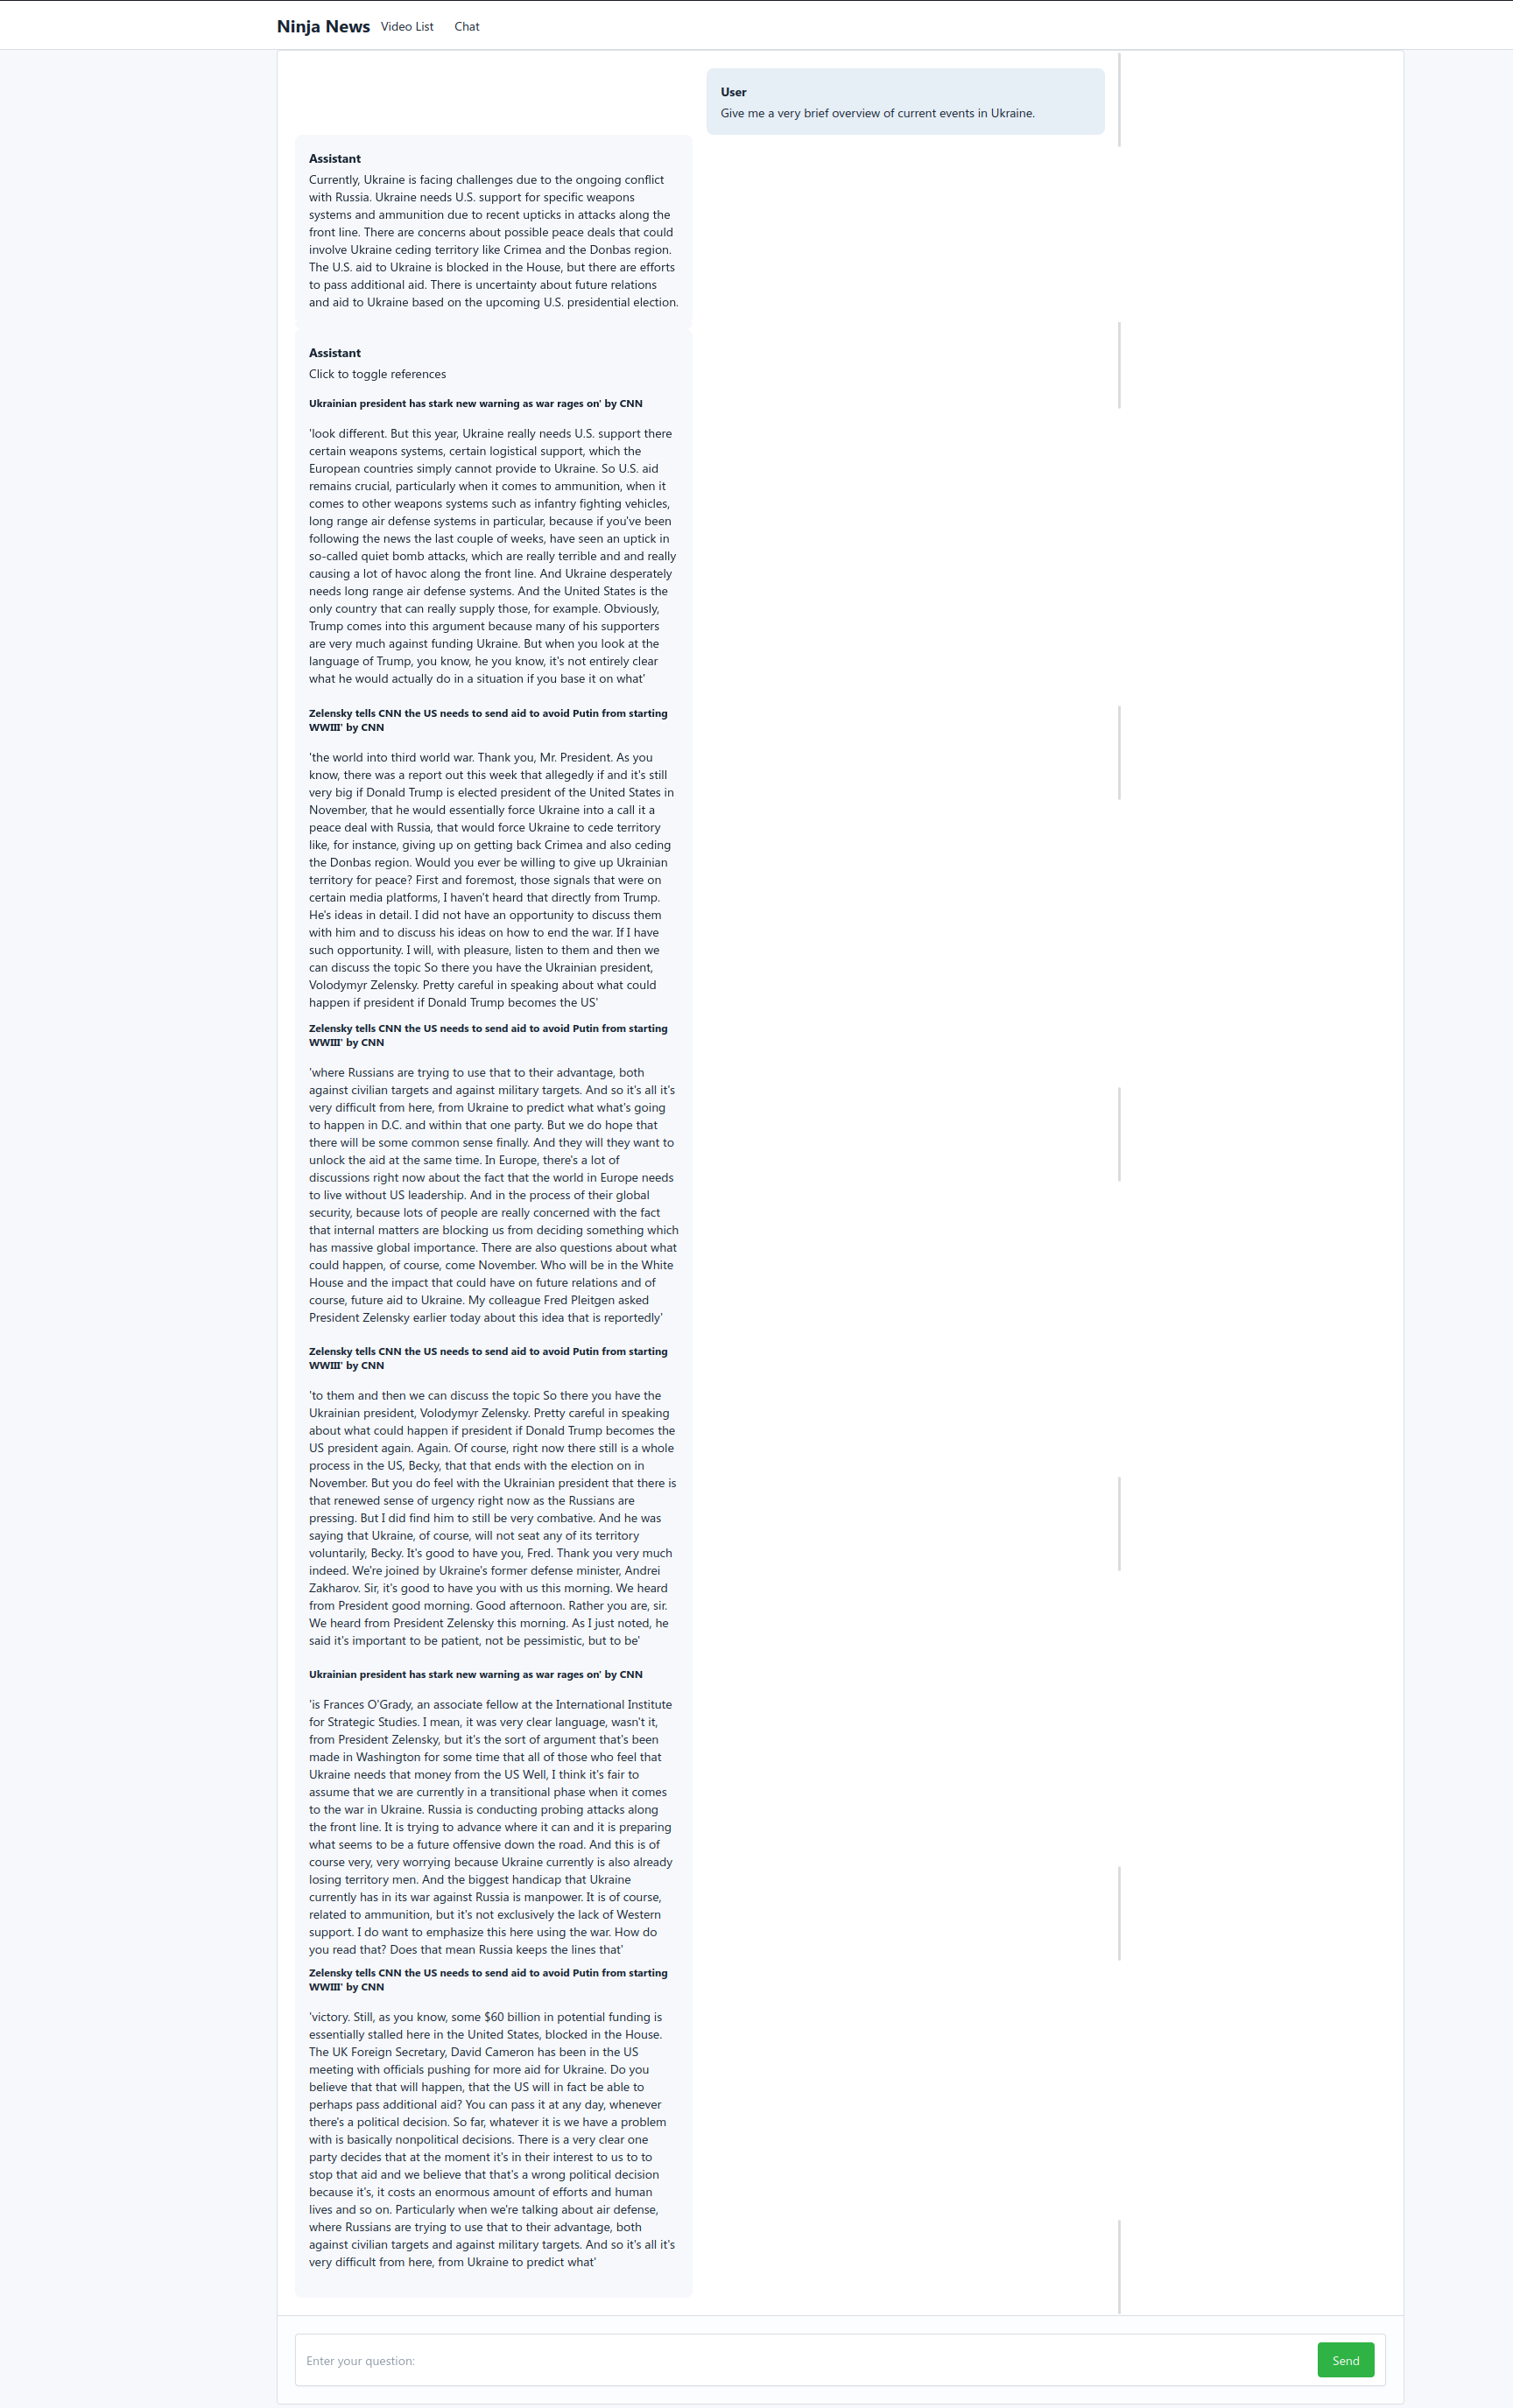 Ninja News Video List Chat
User
Give me a very brief overview of current events in Ukraine.
Assistant
Currently, Ukraine is facing challenges due to the ongoing conflict
with Russia. Ukraine needs U.S. support for specific weapons
systems and ammunition due to recent upticks in attacks along the
front line. There are concerns about possible peace deals that could
involve Ukraine ceding territory like Crimea and the Donbas region.
The U.S. aid to Ukraine is blocked in the House, but there are efforts
to pass additional aid. There is uncertainty about future relations
and aid to Ukraine based on the upcoming U.S. presidential election.
Assistant
Click to toggle references
Ukrainian president has stark new warning as war rages on' by CNN
'look different. But this year, Ukraine really needs U.S. support there
certain weapons systems, certain logistical support, which the
European countries simply cannot provide to Ukraine. So U.S. aid
remains crucial, particularly when it comes to ammunition, when it
comes to other weapons systems such as infantry fighting vehicles,
long range air defense systems in particular, because if you've been
following the news the last couple of weeks, have seen an uptick in
so-called quiet bomb attacks, which are really terrible and and really
causing a lot of havoc along the front line. And Ukraine desperately
needs long range air defense systems. And the United States is the
only country that can really supply those, for example. Obviously,
Trump comes into this argument because many of his supporters
are very much against funding Ukraine. But when you look at the
language of Trump, you know, he you know, it's not entirely clear
what he would actually do in a situation if you base it on what'
Zelensky tells CNN the US needs to send aid to avoid Putin from starting
WWIII' by CNN
'the world into third world war. Thank you, Mr. President. As you
know, there was a report out this week that allegedly if and it's still
very big if Donald Trump is elected president of the United States in
November, that he would essentially force Ukraine into a call it a
peace deal with Russia, that would force Ukraine to cede territory
like, for instance, giving up on getting back Crimea and also ceding
the Donbas region. Would you ever be willing to give up Ukrainian
territory for peace? First and foremost, those signals that were on
certain media platforms, I haven't heard that directly from Trump.
He's ideas in detail. I did not have an opportunity to discuss them
with him and to discuss his ideas on how to end the war. If I have
such opportunity. I will, with pleasure, listen to them and then we
can discuss the topic So there you have the Ukrainian president,
Volodymyr Zelensky. Pretty careful in speaking about what could
happen if president if Donald Trump becomes the US'
Zelensky tells CNN the US needs to send aid to avoid Putin from starting
WWIII' by CNN
'where Russians are trying to use that to their advantage, both
against civilian targets and against military targets. And so it's all it's
very difficult from here, from Ukraine to predict what what's going
to happen in D.C. and within that one party. But we do hope that
there will be some common sense finally. And they will they want to
unlock the aid at the same time. In Europe, there's a lot of
discussions right now about the fact that the world in Europe needs
to live without US leadership. And in the process of their global
security, because lots of people are really concerned with the fact
that internal matters are blocking us from deciding something which
has massive global importance. There are also questions about what
could happen, of course, come November. Who will be in the White
House and the impact that could have on future relations and of
course, future aid to Ukraine. My colleague Fred Pleitgen asked
President Zelensky earlier today about this idea that is reportedly'
Zelensky tells CNN the US needs to send aid to avoid Putin from starting
WWIII' by CNN
'to them and then we can discuss the topic So there you have the
Ukrainian president, Volodymyr Zelensky. Pretty careful in speaking
about what could happen if president if Donald Trump becomes the
US president again. Again. Of course, right now there still is a whole
process in the US, Becky, that that ends with the election on in
November. But you do feel with the Ukrainian president that there is
that renewed sense of urgency right now as the Russians are
pressing. But I did find him to still be very combative. And he was
saying that Ukraine, of course, will not seat any of its territory
voluntarily, Becky. It's good to have you, Fred. Thank you very much
indeed. We're joined by Ukraine's former defense minister, Andrei
Zakharov. Sir, it's good to have you with us this morning. We heard
from President good morning. Good afternoon. Rather you are, sir.
We heard from President Zelensky this morning. As I just noted, he
said it's important to be patient, not be pessimistic, but to be'
Ukrainian president has stark new warning as war rages on' by CNN
'is Frances O'Grady, an associate fellow at the International Institute
for Strategic Studies. I mean, it was very clear language, wasn't it,
from President Zelensky, but it's the sort of argument that's been
made in Washington for some time that all of those who feel that
Ukraine needs that money from the US Well, I think it's fair to
assume that we are currently in a transitional phase when it comes
to the war in Ukraine. Russia is conducting probing attacks along
the front line. It is trying to advance where it can and it is preparing
what seems to be a future offensive down the road. And this is of
course very, very worrying because Ukraine currently is also already
losing territory men. And the biggest handicap that Ukraine
currently has in its war against Russia is manpower. It is of course,
related to ammunition, but it's not exclusively the lack of Western
support. I do want to emphasize this here using the war. How do
you read that? Does that mean Russia keeps the lines that'
Zelensky tells CNN the US needs to send aid to avoid Putin from starting
WWIII' by CNN
'victory. Still, as you know, some $60 billion in potential funding is
essentially stalled here in the United States, blocked in the House.
The UK Foreign Secretary, David Cameron has been in the US
meeting with officials pushing for more aid for Ukraine. Do you
believe that that will happen, that the US will in fact be able to
perhaps pass additional aid? You can pass it at any day, whenever
there's a political decision. So far, whatever it is we have a problem
with is basically nonpolitical decisions. There is a very clear one
party decides that at the moment it's in their interest to us to to
stop that aid and we believe that that's a wrong political decision
because it's, it costs an enormous amount of efforts and human
lives and so on. Particularly when we're talking about air defense,
where Russians are trying to use that to their advantage, both
against civilian targets and against military targets. And so it's all it's
very difficult from here, from Ukraine to predict what'
Enter your question:
Send